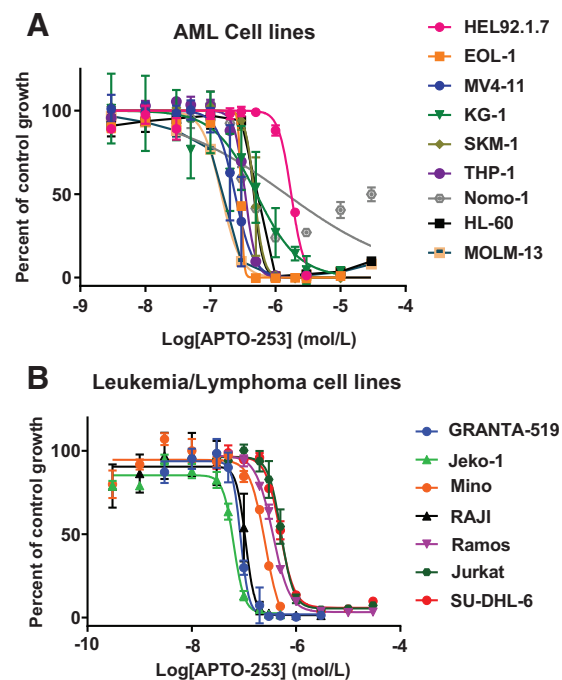 A
AML Cell lines
Percent of control growth
100
50
0
-9 -8 -7 -6 -5 -4
Log[APTO-253] (mol/L)
HEL92.1.7
EOL-1
MV4-11
KG-1
SKM-1
THP-1
Nomo-1
HL-60
MOLM-13
B
Leukemia/Lymphoma cell lines
Percent of control growth
100
50
0
-10 -8 -6 -4
Log[APTO-253] (mol/L)
GRANTA-519
Jeko-1
Mino
RAJI
Ramos
Jurkat
SU-DHL-6